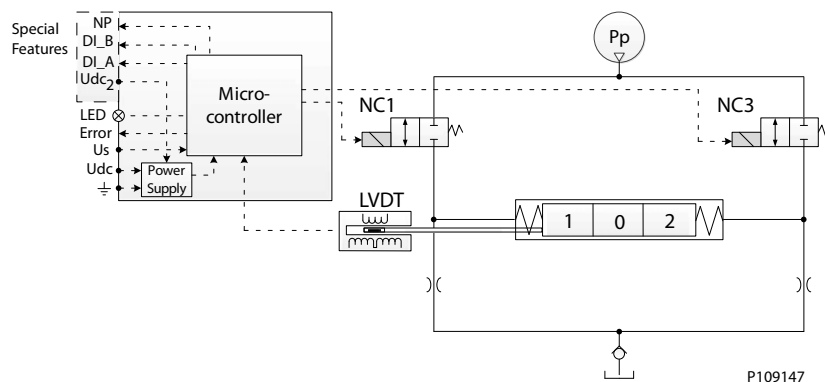 Special
Features
NP
DI_B
DI_A
Udc2
LED
Error
Us
Udc
Micro-
controller
Power
Supply
Pp
NC1
NC3
LVDT
1 0 2
P109147